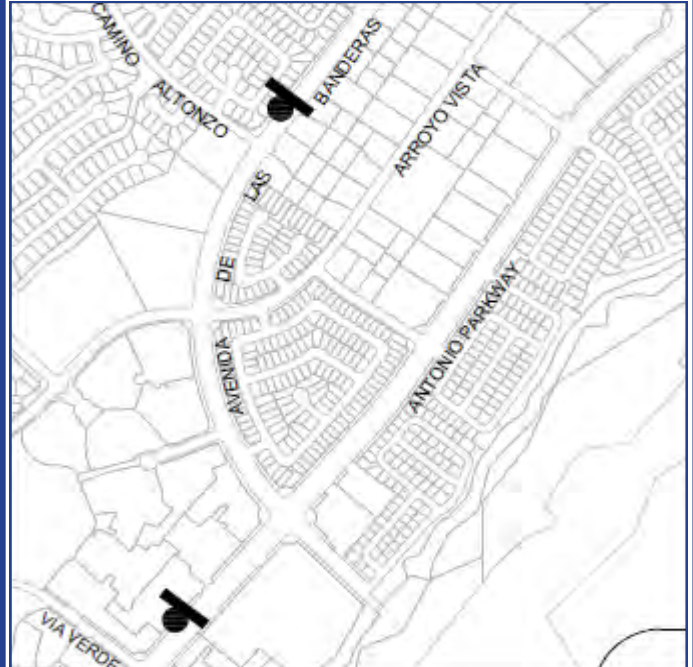 CAMINO
ALTONZO
BANDERAS
LAS
DE
AVENIDA
ARROYO VISTA
ANTONIO PARKWAY
VIA VERDE